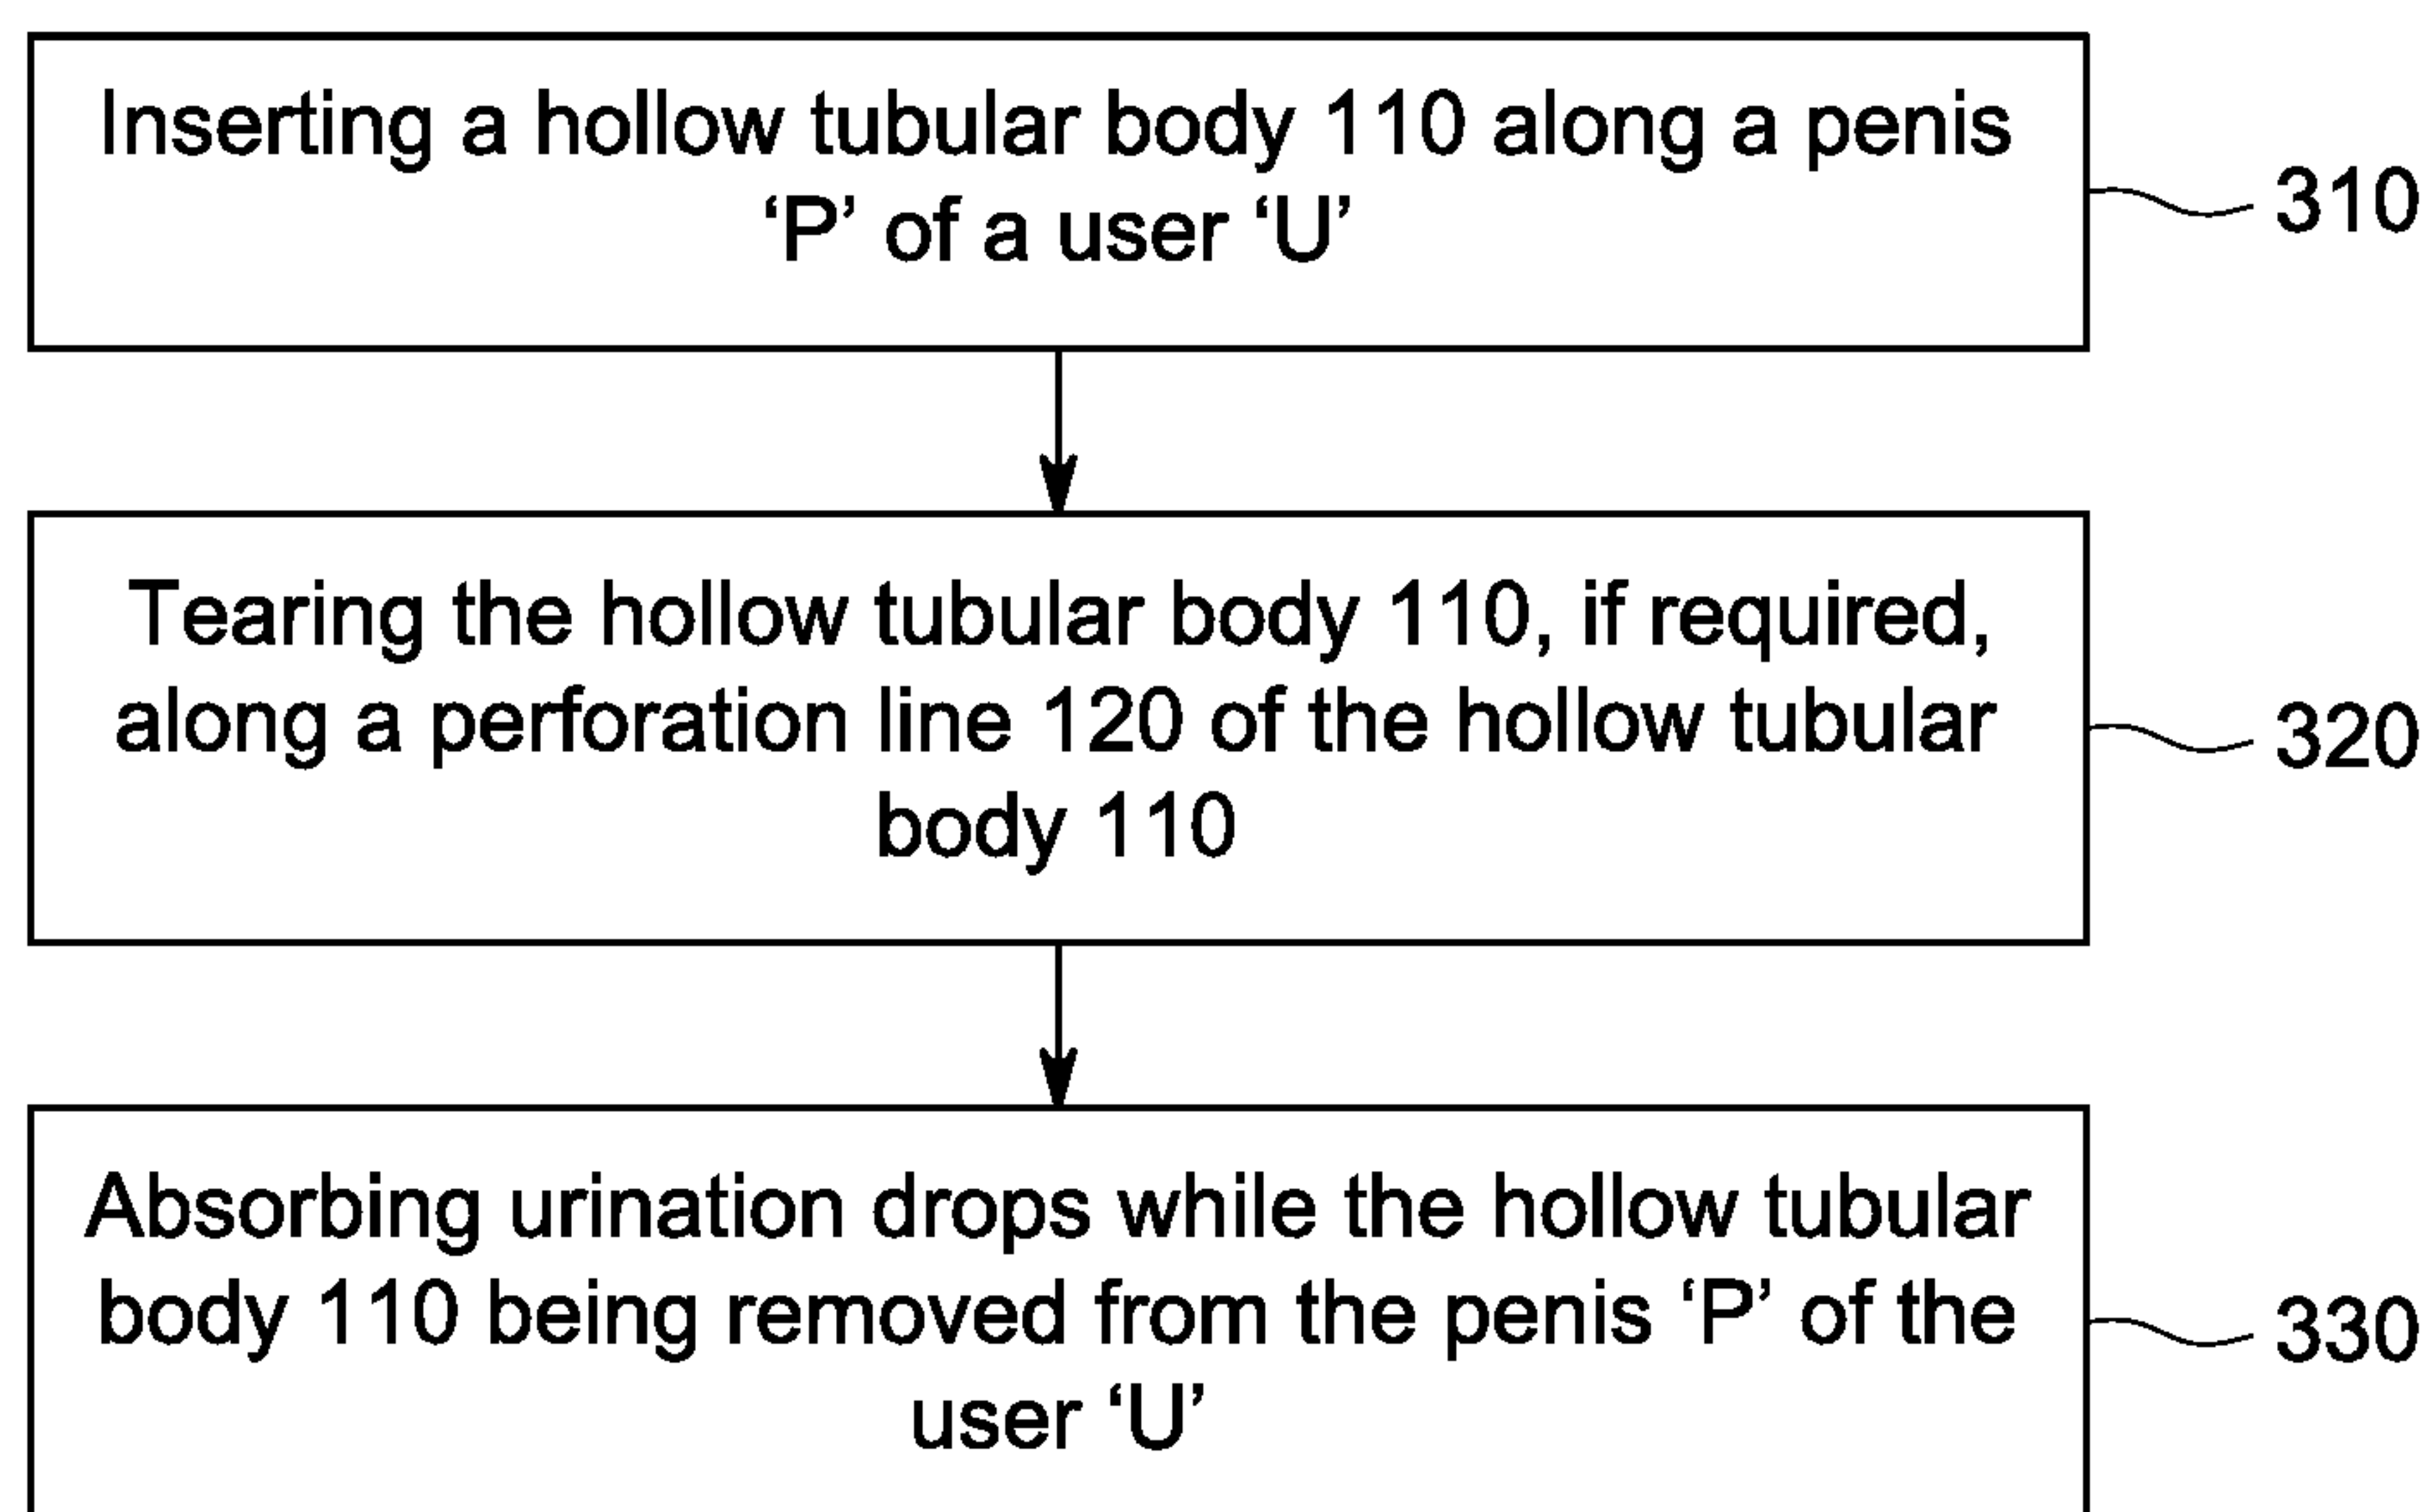 Inserting a hollow tubular body 110 along a penis
‘P’ of a user ‘U’
310
Tearing the hollow tubular body 110, if required,
along a perforation line 120 of the hollow tubular
body 110
320
Absorbing urination drops while the hollow tubular
body 110 being removed from the penis ‘P’ of the
user ‘U’
330